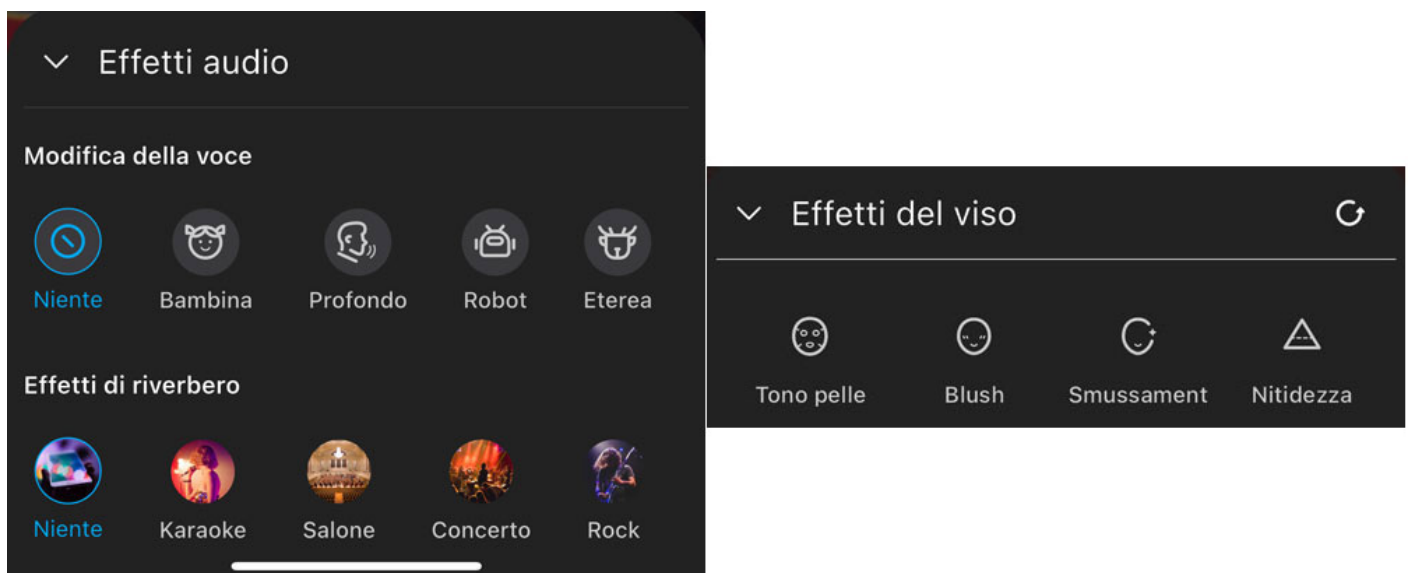 Effetti audio
Modifica della voce
Niente Bambina Profondo Robot Eterea
Effetti di riverbero
Niente Karaoke Salone Concerto Rock
Effetti del viso
Tono pelle Blush Smussament Nitidezza